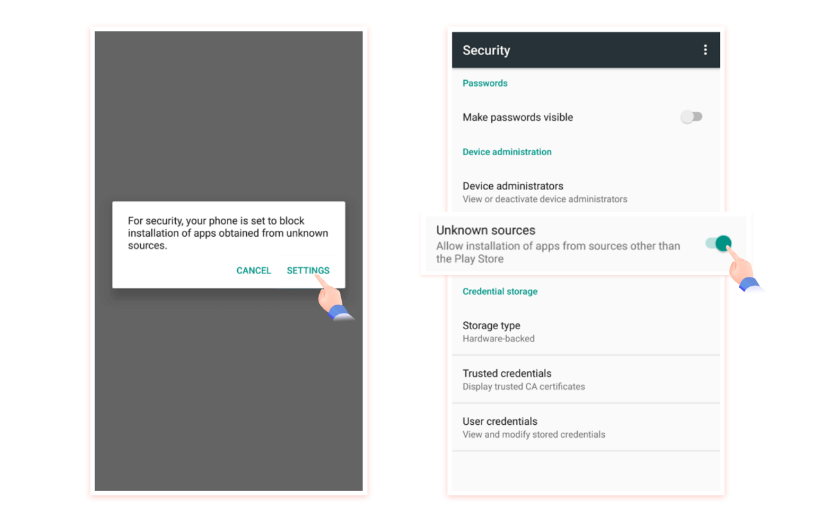 For security, your phone is set to block
installation of apps obtained from unknown
sources.
CANCEL SETTINGS
Security
Passwords
Make passwords visible
Device administration
Device administrators
View or deactivate device administrators
Unknown sources
Allow installation of apps from sources other than
the Play Store
Credential storage
Storage type
Hardware-backed
Trusted credentials
Display trusted CA certificates
User credentials
View and modify stored credentials